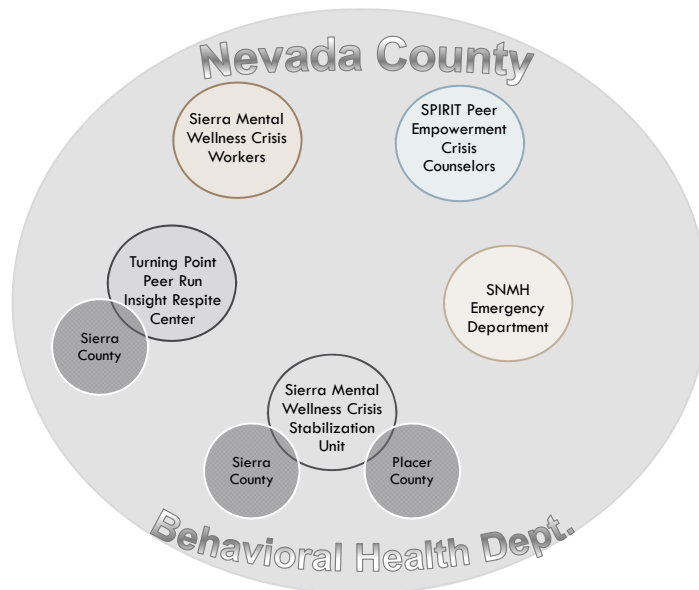 Nevada County
Sierra Mental
Wellness Crisis
Workers
SPIRIT Peer
Empowerment
Crisis
Counselors
Turning Point
Peer Run
Insight Respite
Center
Sierra
County
SNMH
Emergency
Department
Sierra Mental
Wellness Crisis
Stabilization
Unit
Sierra
County
Placer
County
Behavioral Health Dept.